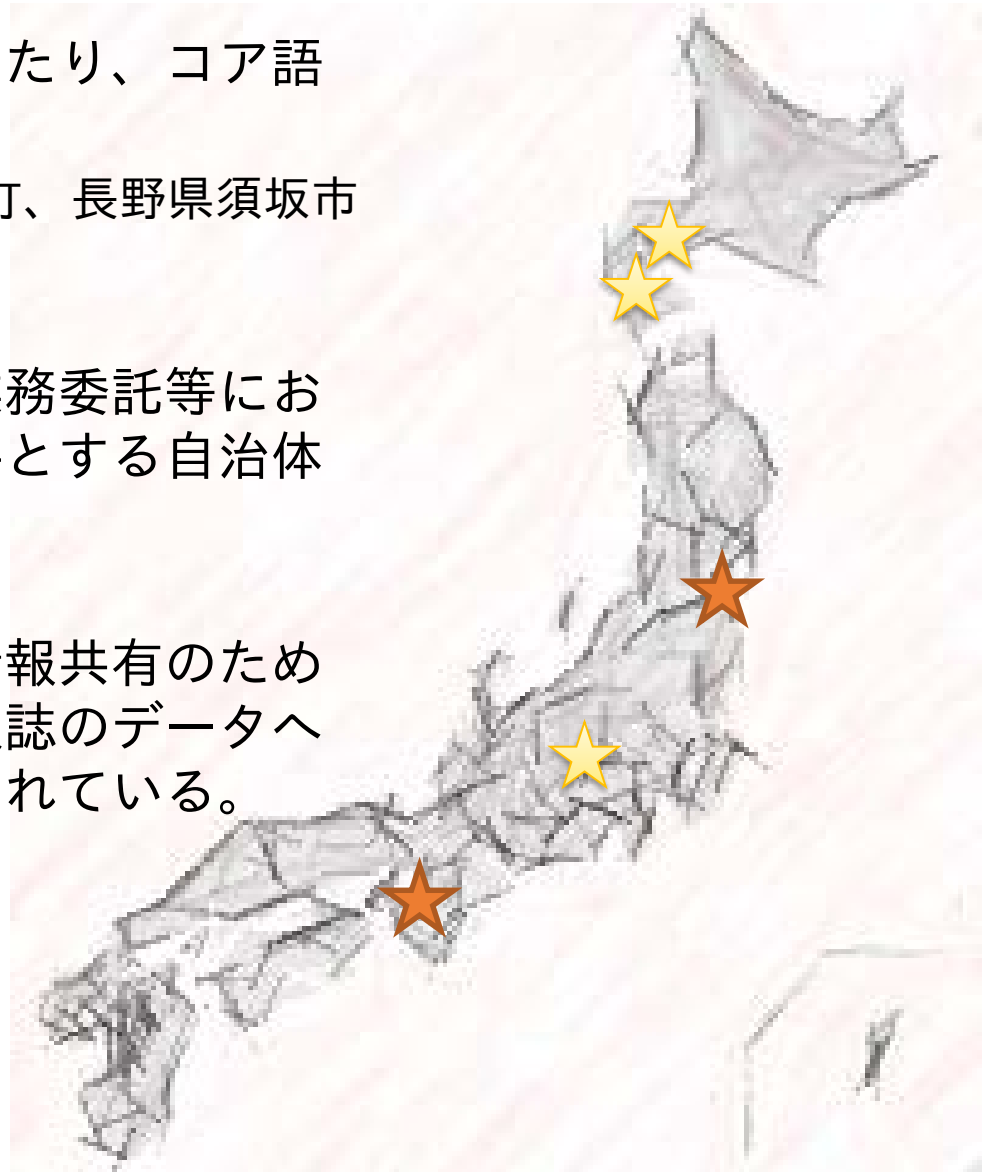 たり、コア語
町、長野県須坂市
務委託等にお
とする自治体
報共有のため
誌のデータへ
れている。